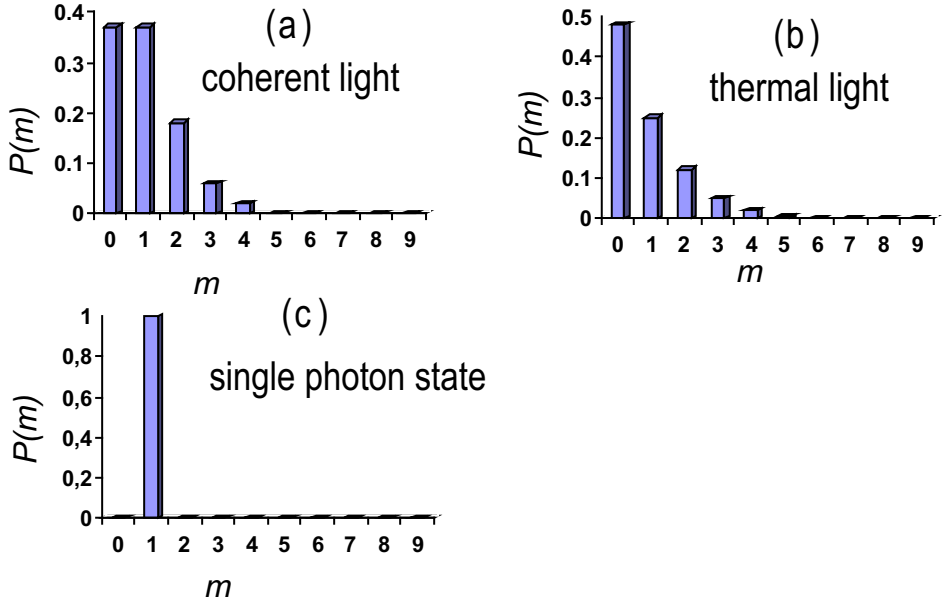 (a)
coherent light
P(m)
0.4
0.3
0.2
0.1
0
0 1 2 3 4 5 6 7 8 9
m
(b)
thermal light
P(m)
0.5
0.4
0.3
0.2
0.1
0
0 1 2 3 4 5 6 7 8 9
m
(c)
single photon state
P(m)
1
0,8
0,6
0,4
0,2
0
0 1 2 3 4 5 6 7 8 9
m